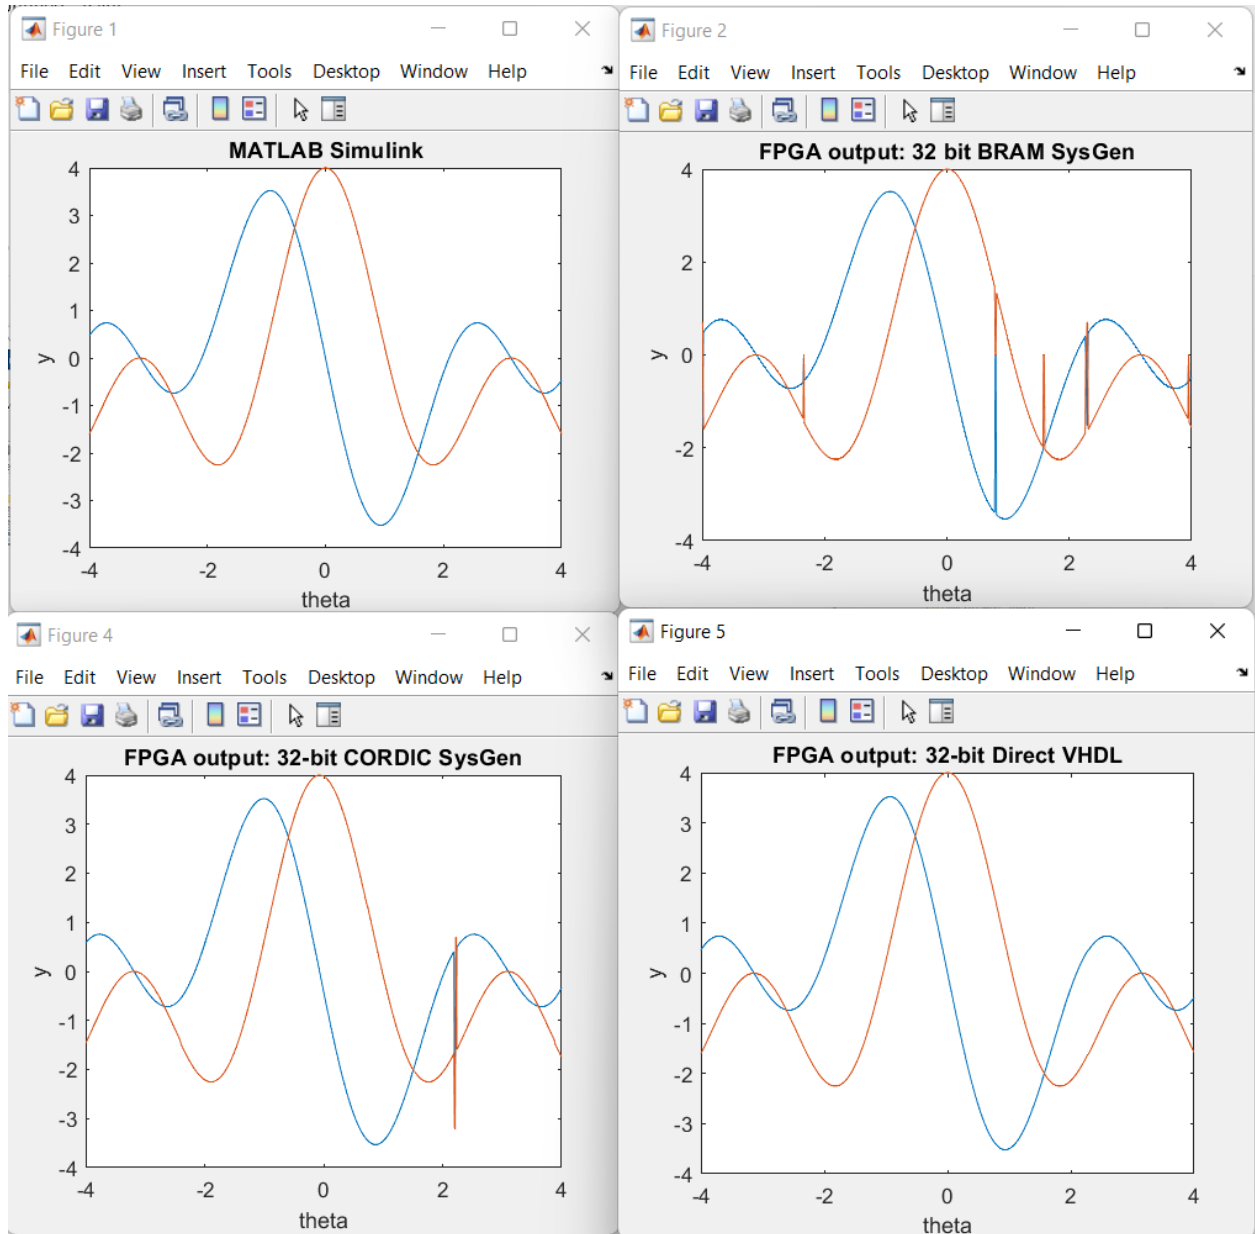 Figure 1
File Edit View Insert Tools Desktop Window Help
MATLAB Simulink
4
3
2
1
0
-1
-2
-3
-4
y
-4 -2 0 2 4
theta
Figure 2
File Edit View Insert Tools Desktop Window Help
FPGA output: 32 bit BRAM SysGen
4
2
0
-2
-4
y
-4 -2 0 2 4
theta
Figure 4
File Edit View Insert Tools Desktop Window Help
FPGA output: 32-bit CORDIC SysGen
4
3
2
1
0
-1
-2
-3
-4
y
-4 -2 0 2 4
theta
Figure 5
File Edit View Insert Tools Desktop Window Help
FPGA output: 32-bit Direct VHDL
4
3
2
1
0
-1
-2
-3
-4
y
-4 -2 0 2 4
theta